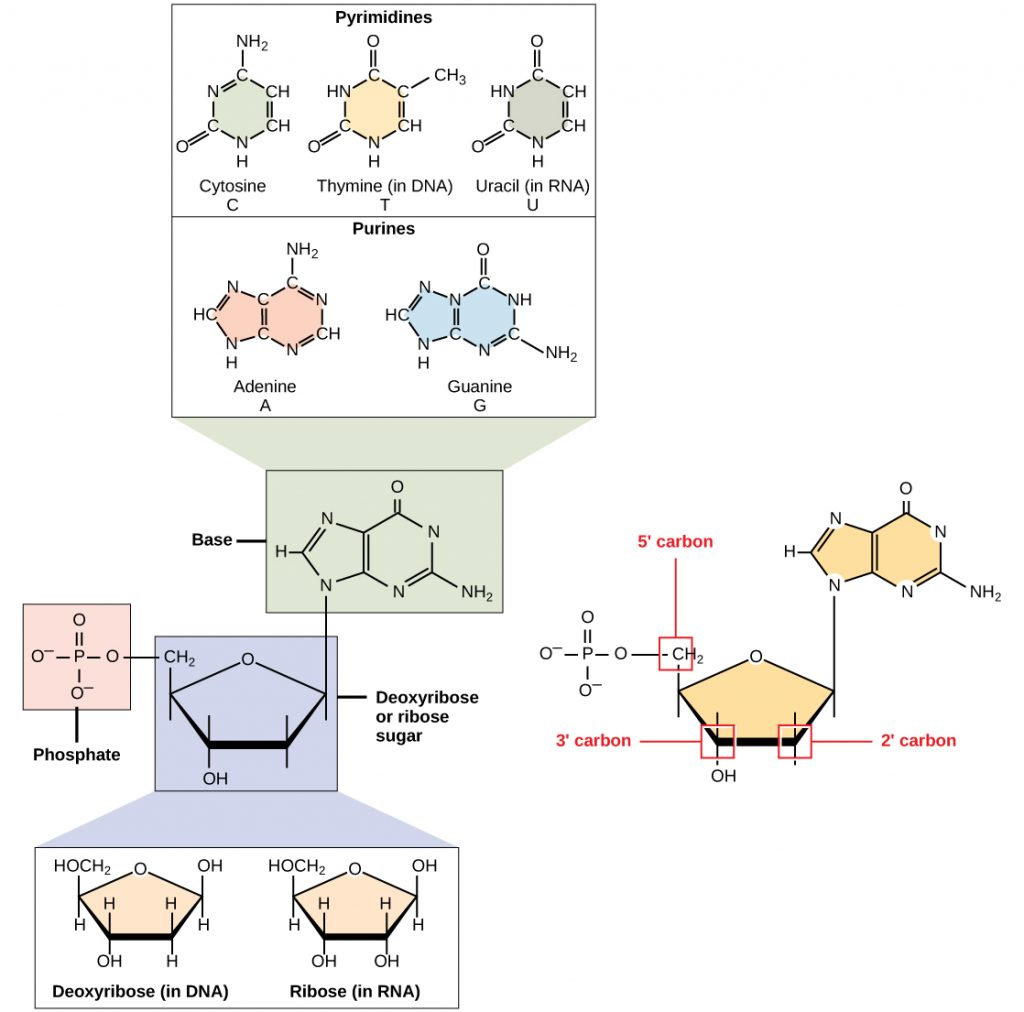 Pyrimidines
NH₂
C
N
CH
C
CH
O
N
H
Cytosine
C
O
C
CH₃
HN
C
C
CH
O
N
H
Thymine (in DNA)
T
O
C
HN
CH
C
CH
O
N
H
Uracil (in RNA)
U
Purines
NH₂
C
N
C
N
HC
C
CH
N
N
H
Adenine
A
O
C
N
N
NH
HC
C
C
N
N
H
NH₂
Guanine
G
Base
O
N
N
H
N
N
NH₂
O
O⁻
P
O
O⁻
Phosphate
CH₂
O
OH
Deoxyribose
or ribose
sugar
O
N
N
H
N
N
NH₂
5' carbon
O
O⁻
P
O
CH₂
O⁻
O
3' carbon
2' carbon
OH
HOCH₂
O
OH
H
H
H
H
OH
H
Deoxyribose (in DNA)
HOCH₂
O
OH
H
H
H
H
OH
OH
Ribose (in RNA)